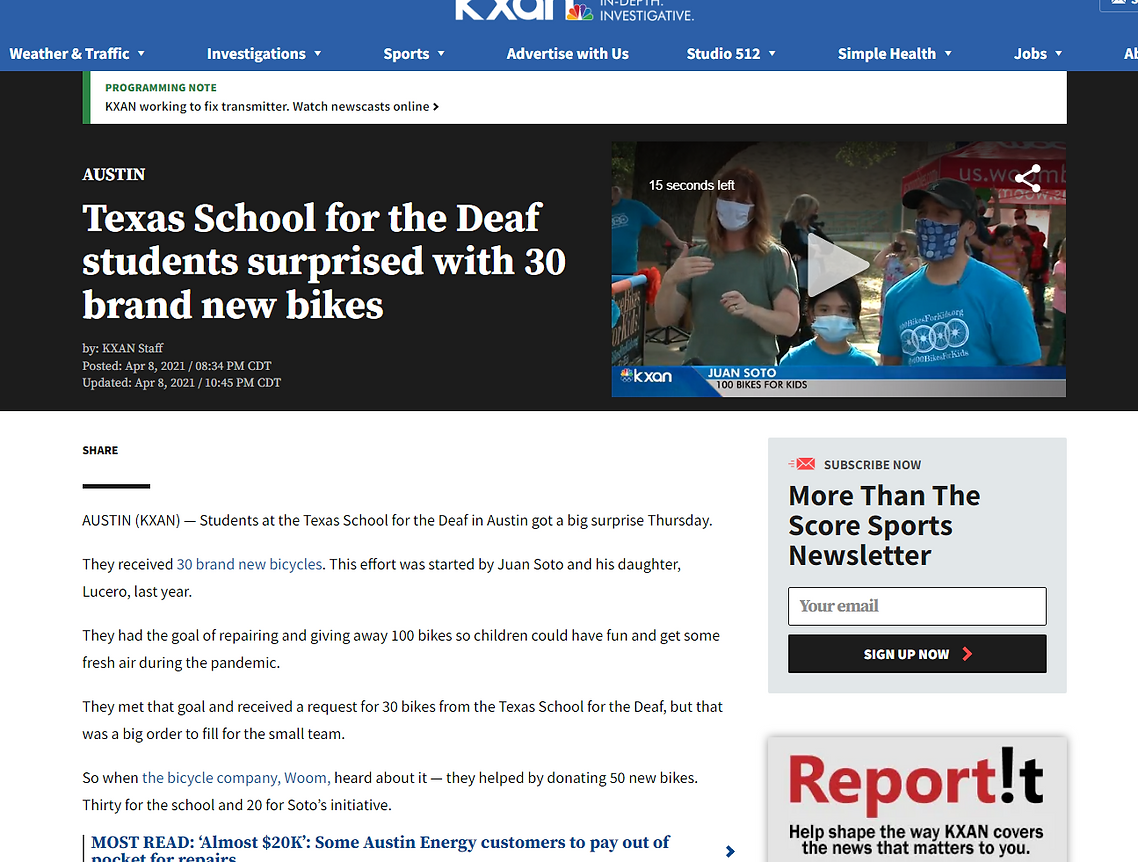 kxan IN-DEPTH.
INVESTIGATIVE.
Weather & Traffic Investigations Sports Advertise with Us Studio 512 Simple Health Jobs
PROGRAMMING NOTE
KXAN working to fix transmitter. Watch newscasts online
AUSTIN
Texas School for the Deaf
students surprised with 30
brand new bikes
by: KXAN Staff
Posted: Apr 8, 2021 / 08:34 PM CDT
Updated: Apr 8, 2021 / 10:45 PM CDT
15 seconds left
us.woomb
100BikesForKids.org
#100BikesForKids
kxan
JUAN SOTO
100 BIKES FOR KIDS
SHARE
AUSTIN (KXAN) — Students at the Texas School for the Deaf in Austin got a big surprise Thursday.
They received 30 brand new bicycles. This effort was started by Juan Soto and his daughter,
Lucero, last year.
They had the goal of repairing and giving away 100 bikes so children could have fun and get some
fresh air during the pandemic.
They met that goal and received a request for 30 bikes from the Texas School for the Deaf, but that
was a big order to fill for the small team.
So when the bicycle company, Woom, heard about it — they helped by donating 50 new bikes.
Thirty for the school and 20 for Soto's initiative.
MOST READ: ‘Almost $20K’: Some Austin Energy customers to pay out of
pocket for repairs
SUBSCRIBE NOW
More Than The
Score Sports
Newsletter
Your email
SIGN UP NOW
Report!t
Help shape the way KXAN covers
the news that matters to you.